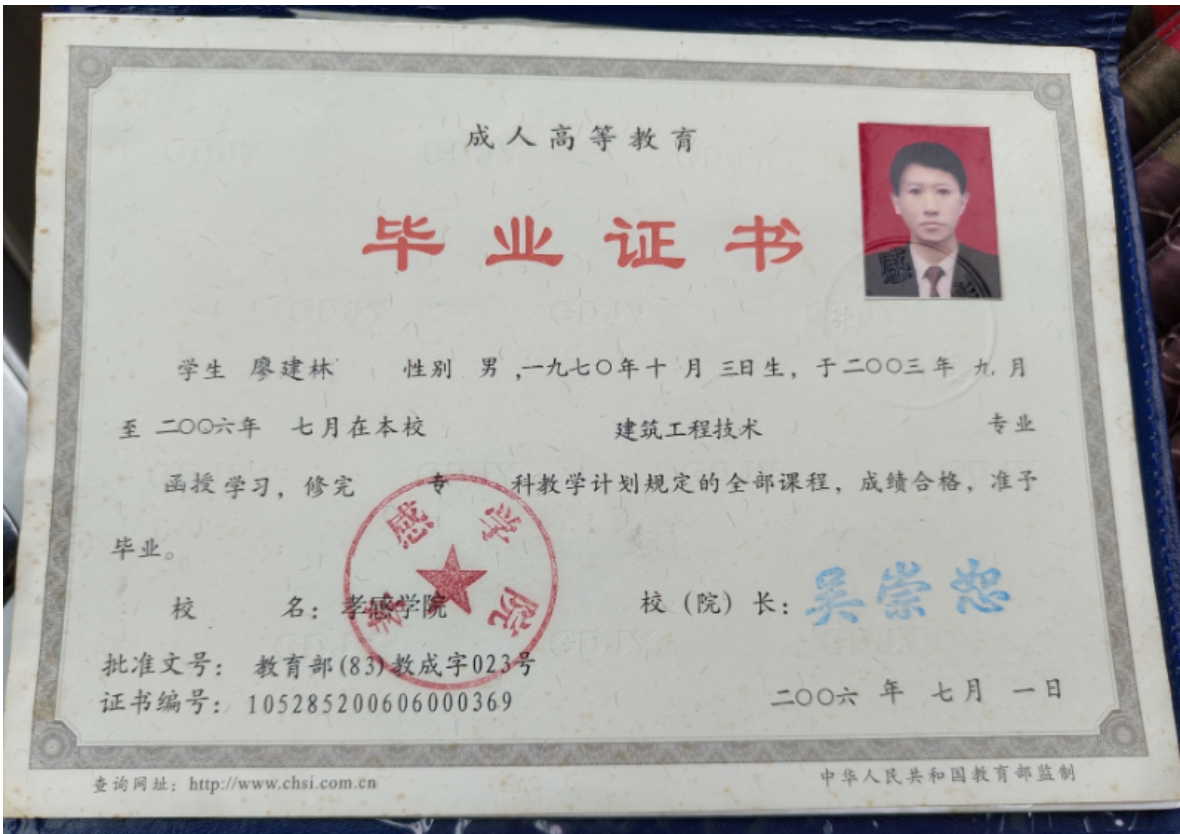 成人高等教育
毕业证书
学生 廖建林 性别 男 ,一九七〇年十 月 三日生，于二〇〇三年 九 月
至 二〇〇六年 七月在本校 建筑工程技术 专业
函授学习，修完 专 科教学计划规定的全部课程，成绩合格，准予
毕业。
校 名：孝感学院 校（院）长：吴崇恕
孝感学院
批准文号： 教育部(83)教成字023号
证书编号： 105285200606000369
二〇〇六 年 七月 一日
查询网址：http://www.chsi.com.cn
中华人民共和国教育部监制